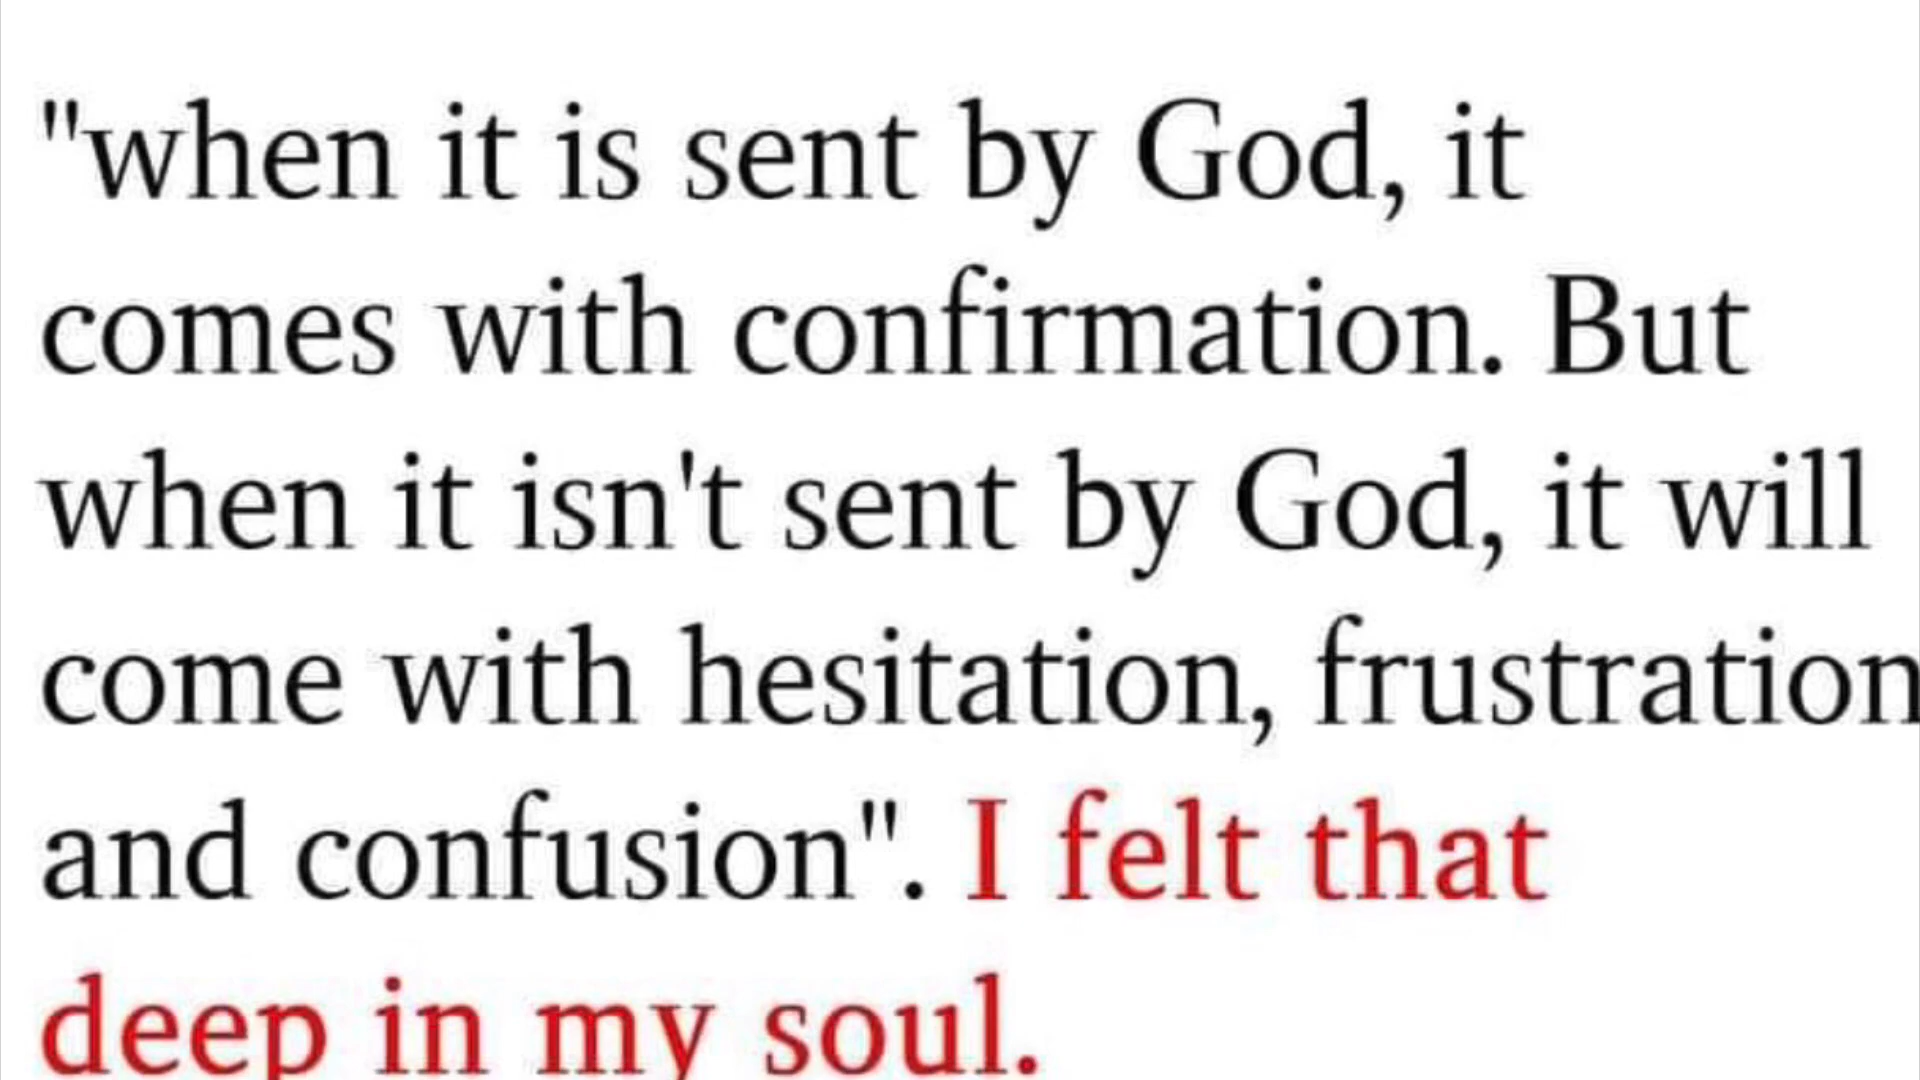 "when it is sent by God, it
comes with confirmation. But
when it isn't sent by God, it will
come with hesitation, frustration
and confusion". I felt that
deep in my soul.